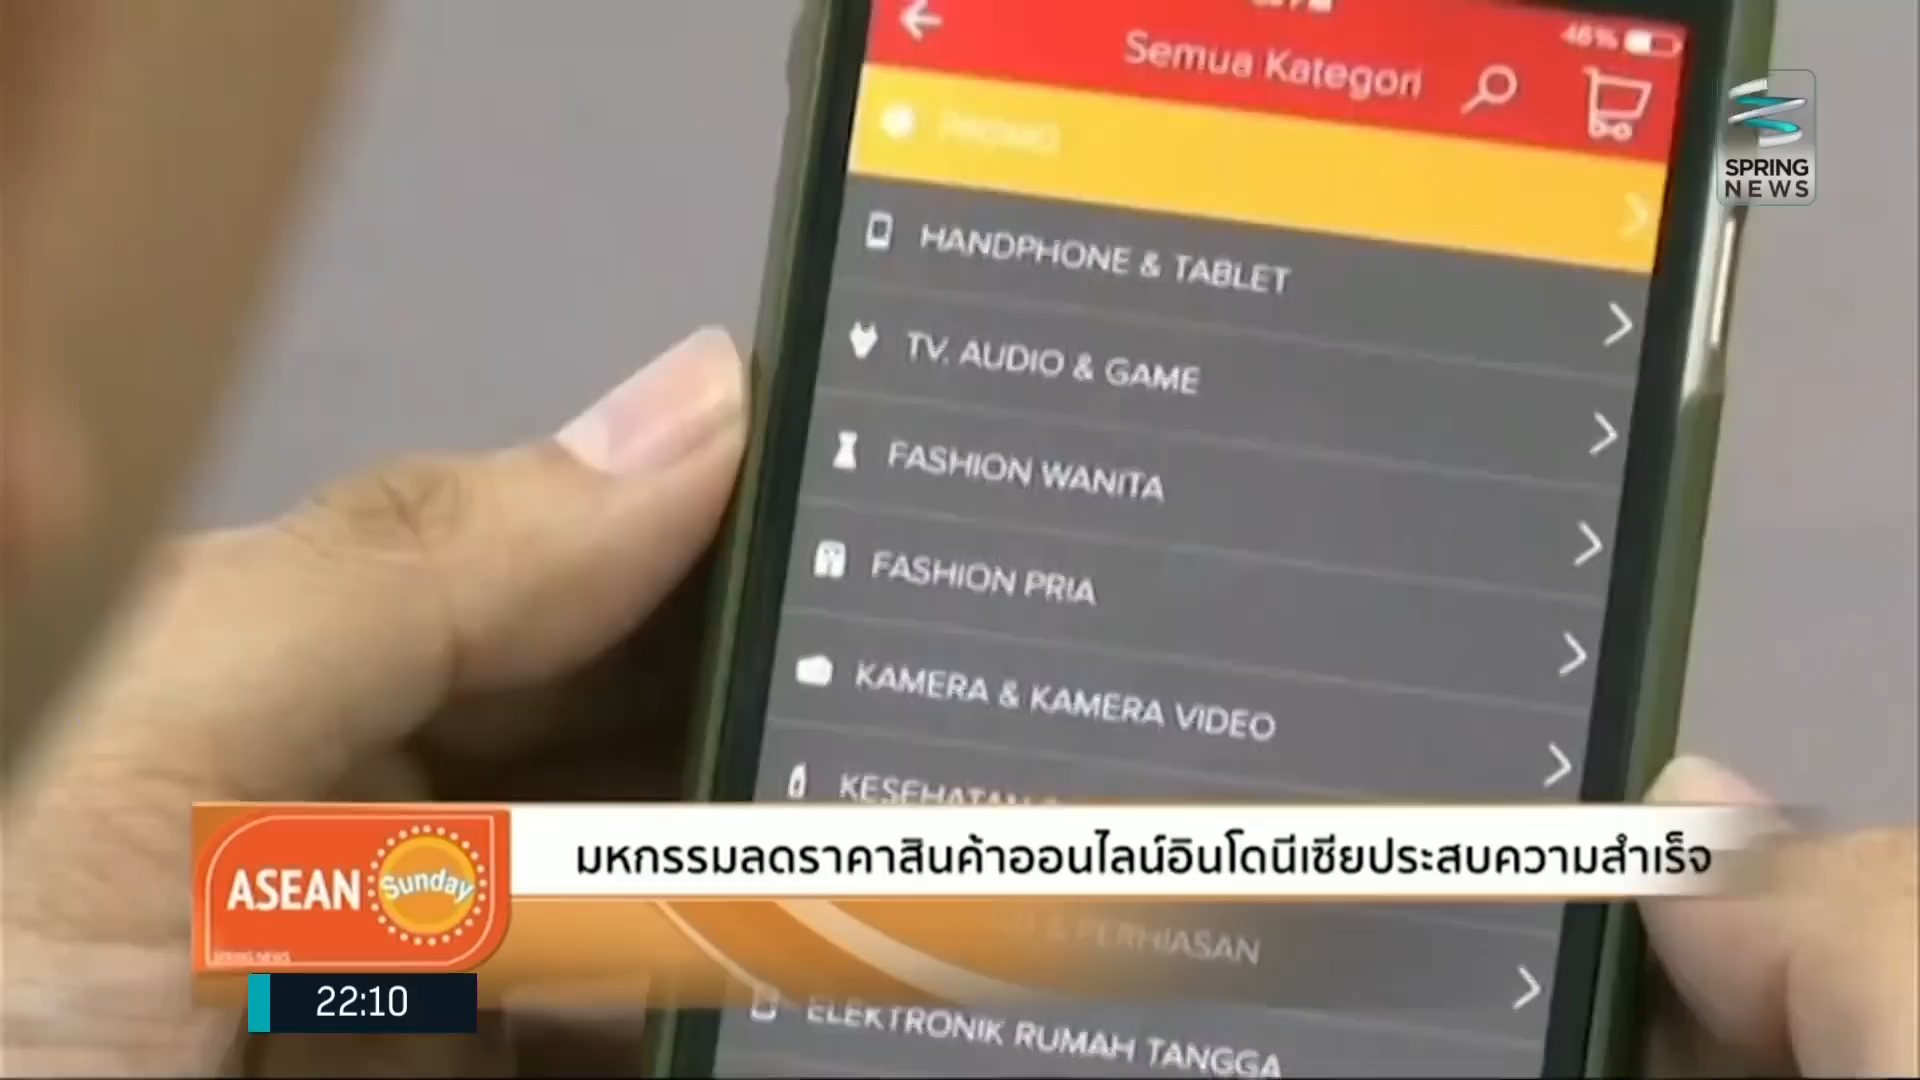 46%
Semua Kategori
PROMO
SPRING
NEWS
HANDPHONE & TABLET
TV, AUDIO & GAME
FASHION WANITA
FASHION PRIA
KAMERA & KAMERA VIDEO
KESEHATAN
มหกรรมลดราคาสินค้าออนไลน์อินโดนีเซียประสบความสำเร็จ
ASEAN Sunday
SPRING NEWS
& PERHIASAN
22:10
ELEKTRONIK RUMAH TANGGA